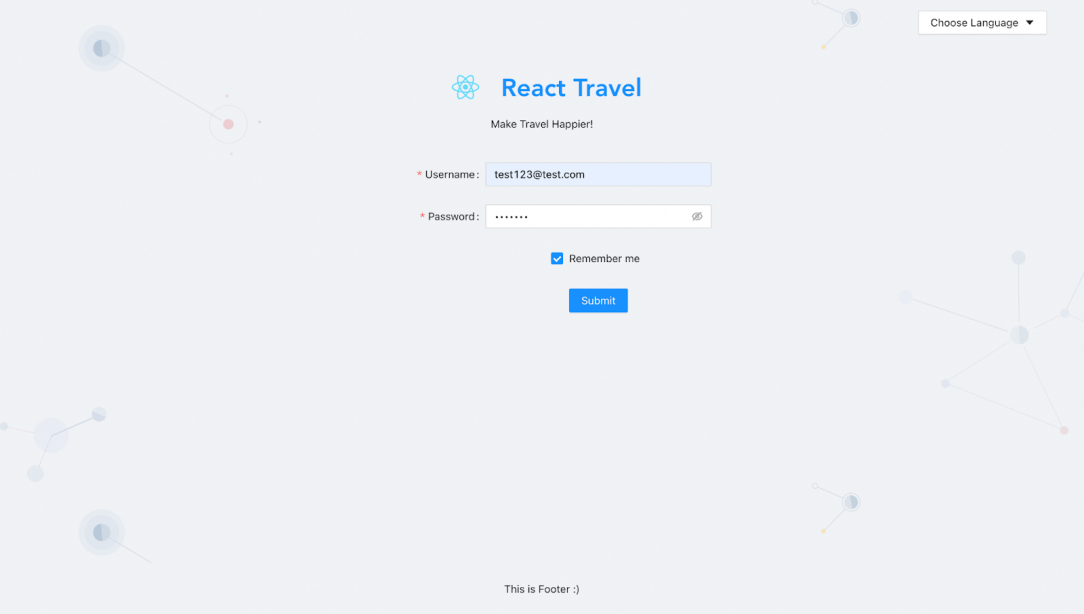 Choose Language
React Travel
Make Travel Happier!
* Username:
test123@test.com
* Password:
•••••••
Remember me
Submit
This is Footer :)